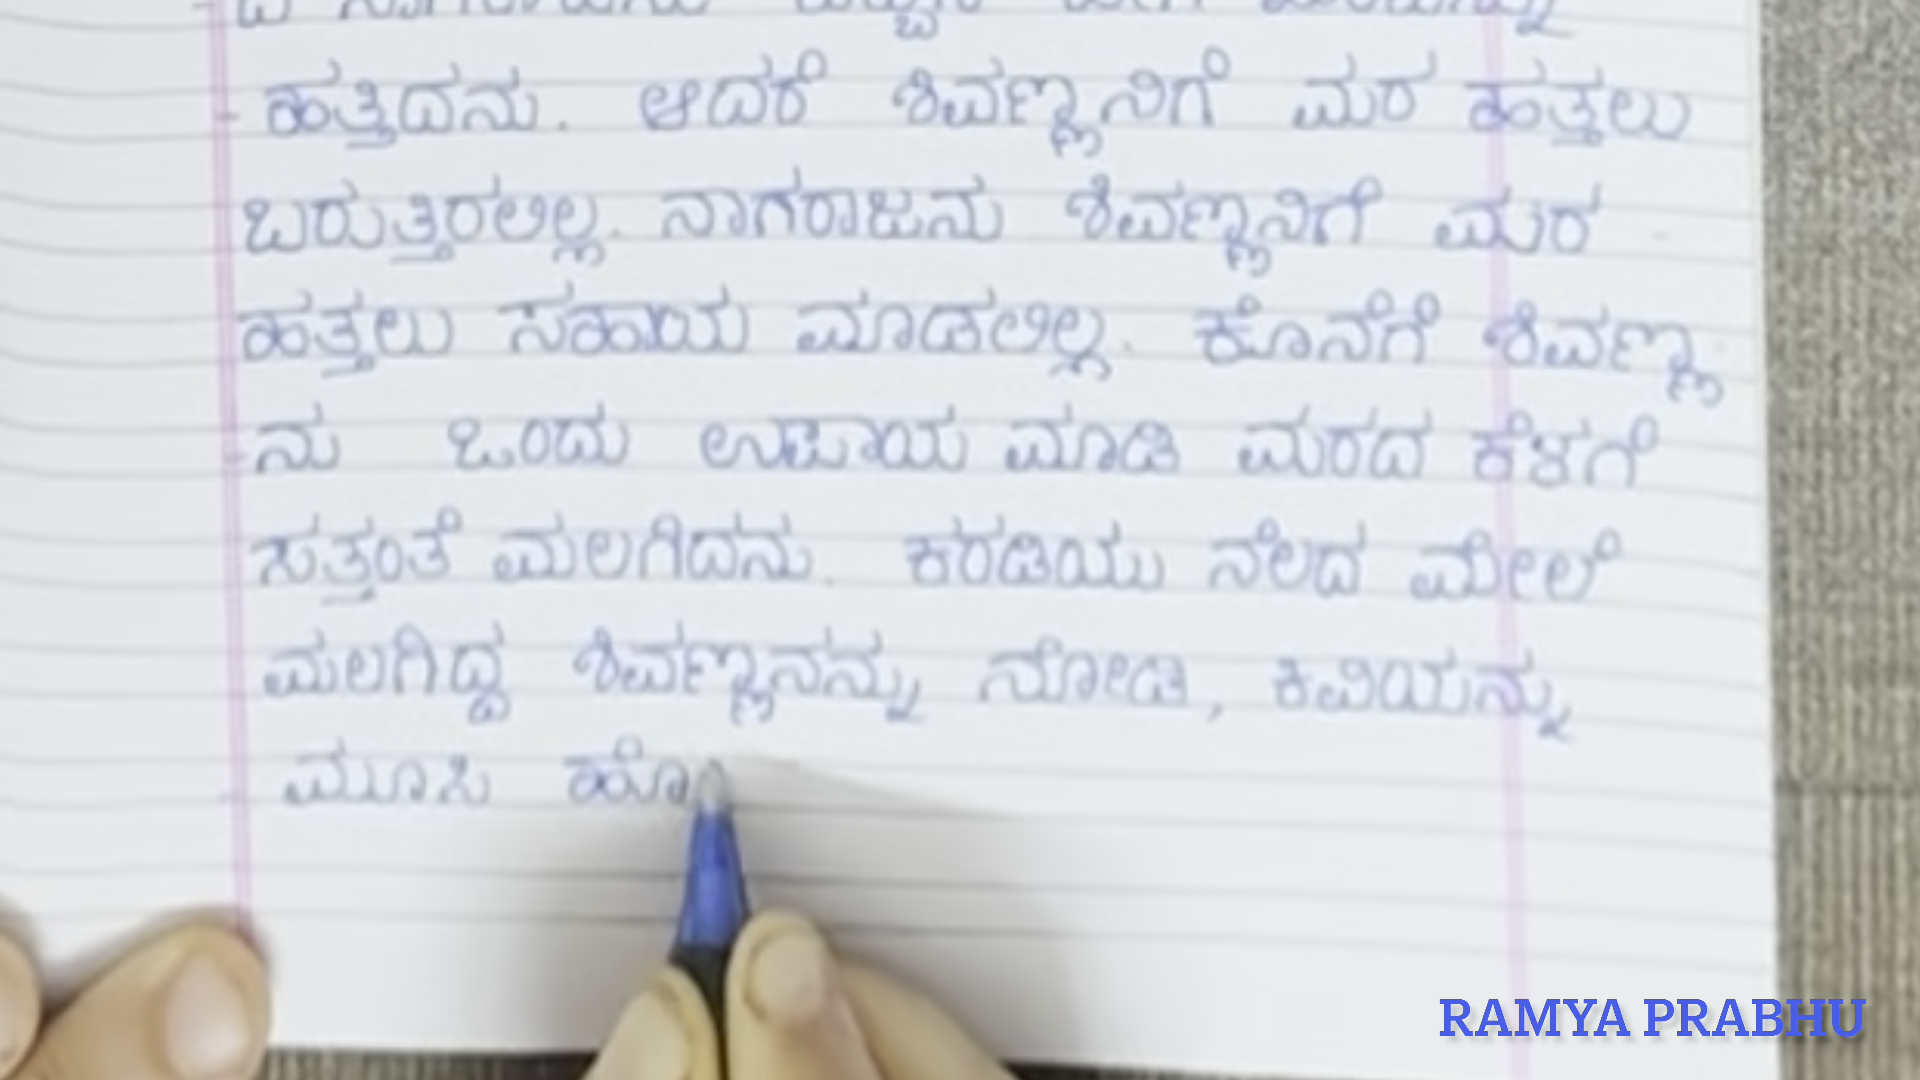 ಹತ್ತಿದನು. ಆದರೆ ಶಿವಣ್ಣನಿಗೆ ಮರ ಹತ್ತಲು
ಬರುತ್ತಿರಲಿಲ್ಲ. ನಾಗರಾಜನು ಶಿವಣ್ಣನಿಗೆ ಮರ
ಹತ್ತಲು ಸಹಾಯ ಮಾಡಲಿಲ್ಲ. ಕೊನೆಗೆ ಶಿವಣ್ಣ
ನು ಒಂದು ಉಪಾಯ ಮಾಡಿ ಮರದ ಕೆಳಗೆ
ಸತ್ತಂತೆ ಮಲಗಿದನು. ಕರಡಿಯು ನೆಲದ ಮೇಲೆ
ಮಲಗಿದ್ದ ಶಿವಣ್ಣನನ್ನು ನೋಡಿ, ಕಿವಿಯನ್ನು
ಮೂಸಿ ಹೊ
RAMYA PRABHU